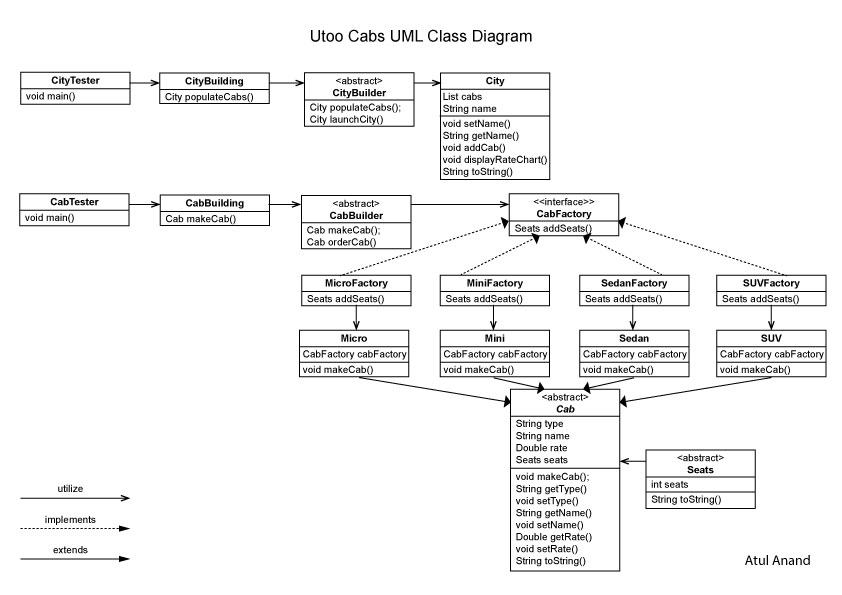 Utoo Cabs UML Class Diagram
CityTester
void main()
CityBuilding
City populateCabs()
<abstract>
CityBuilder
City populateCabs();
City launchCity()
City
List cabs
String name
void setName()
String getName()
void addCab()
void displayRateChart()
String toString()
CabTester
void main()
CabBuilding
Cab makeCab()
<abstract>
CabBuilder
Cab makeCab();
Cab orderCab()
<<interface>>
CabFactory
Seats addSeats()
MicroFactory
Seats addSeats()
MiniFactory
Seats addSeats()
SedanFactory
Seats addSeats()
SUVFactory
Seats addSeats()
Micro
CabFactory cabFactory
void makeCab()
Mini
CabFactory cabFactory
void makeCab()
Sedan
CabFactory cabFactory
void makeCab()
SUV
CabFactory cabFactory
void makeCab()
<abstract>
Cab
String type
String name
Double rate
Seats seats
void makeCab();
String getType()
void setType()
String getName()
void setName()
Double getRate()
void setRate()
String toString()
<abstract>
Seats
int seats
String toString()
utilize
implements
extends
Atul Anand